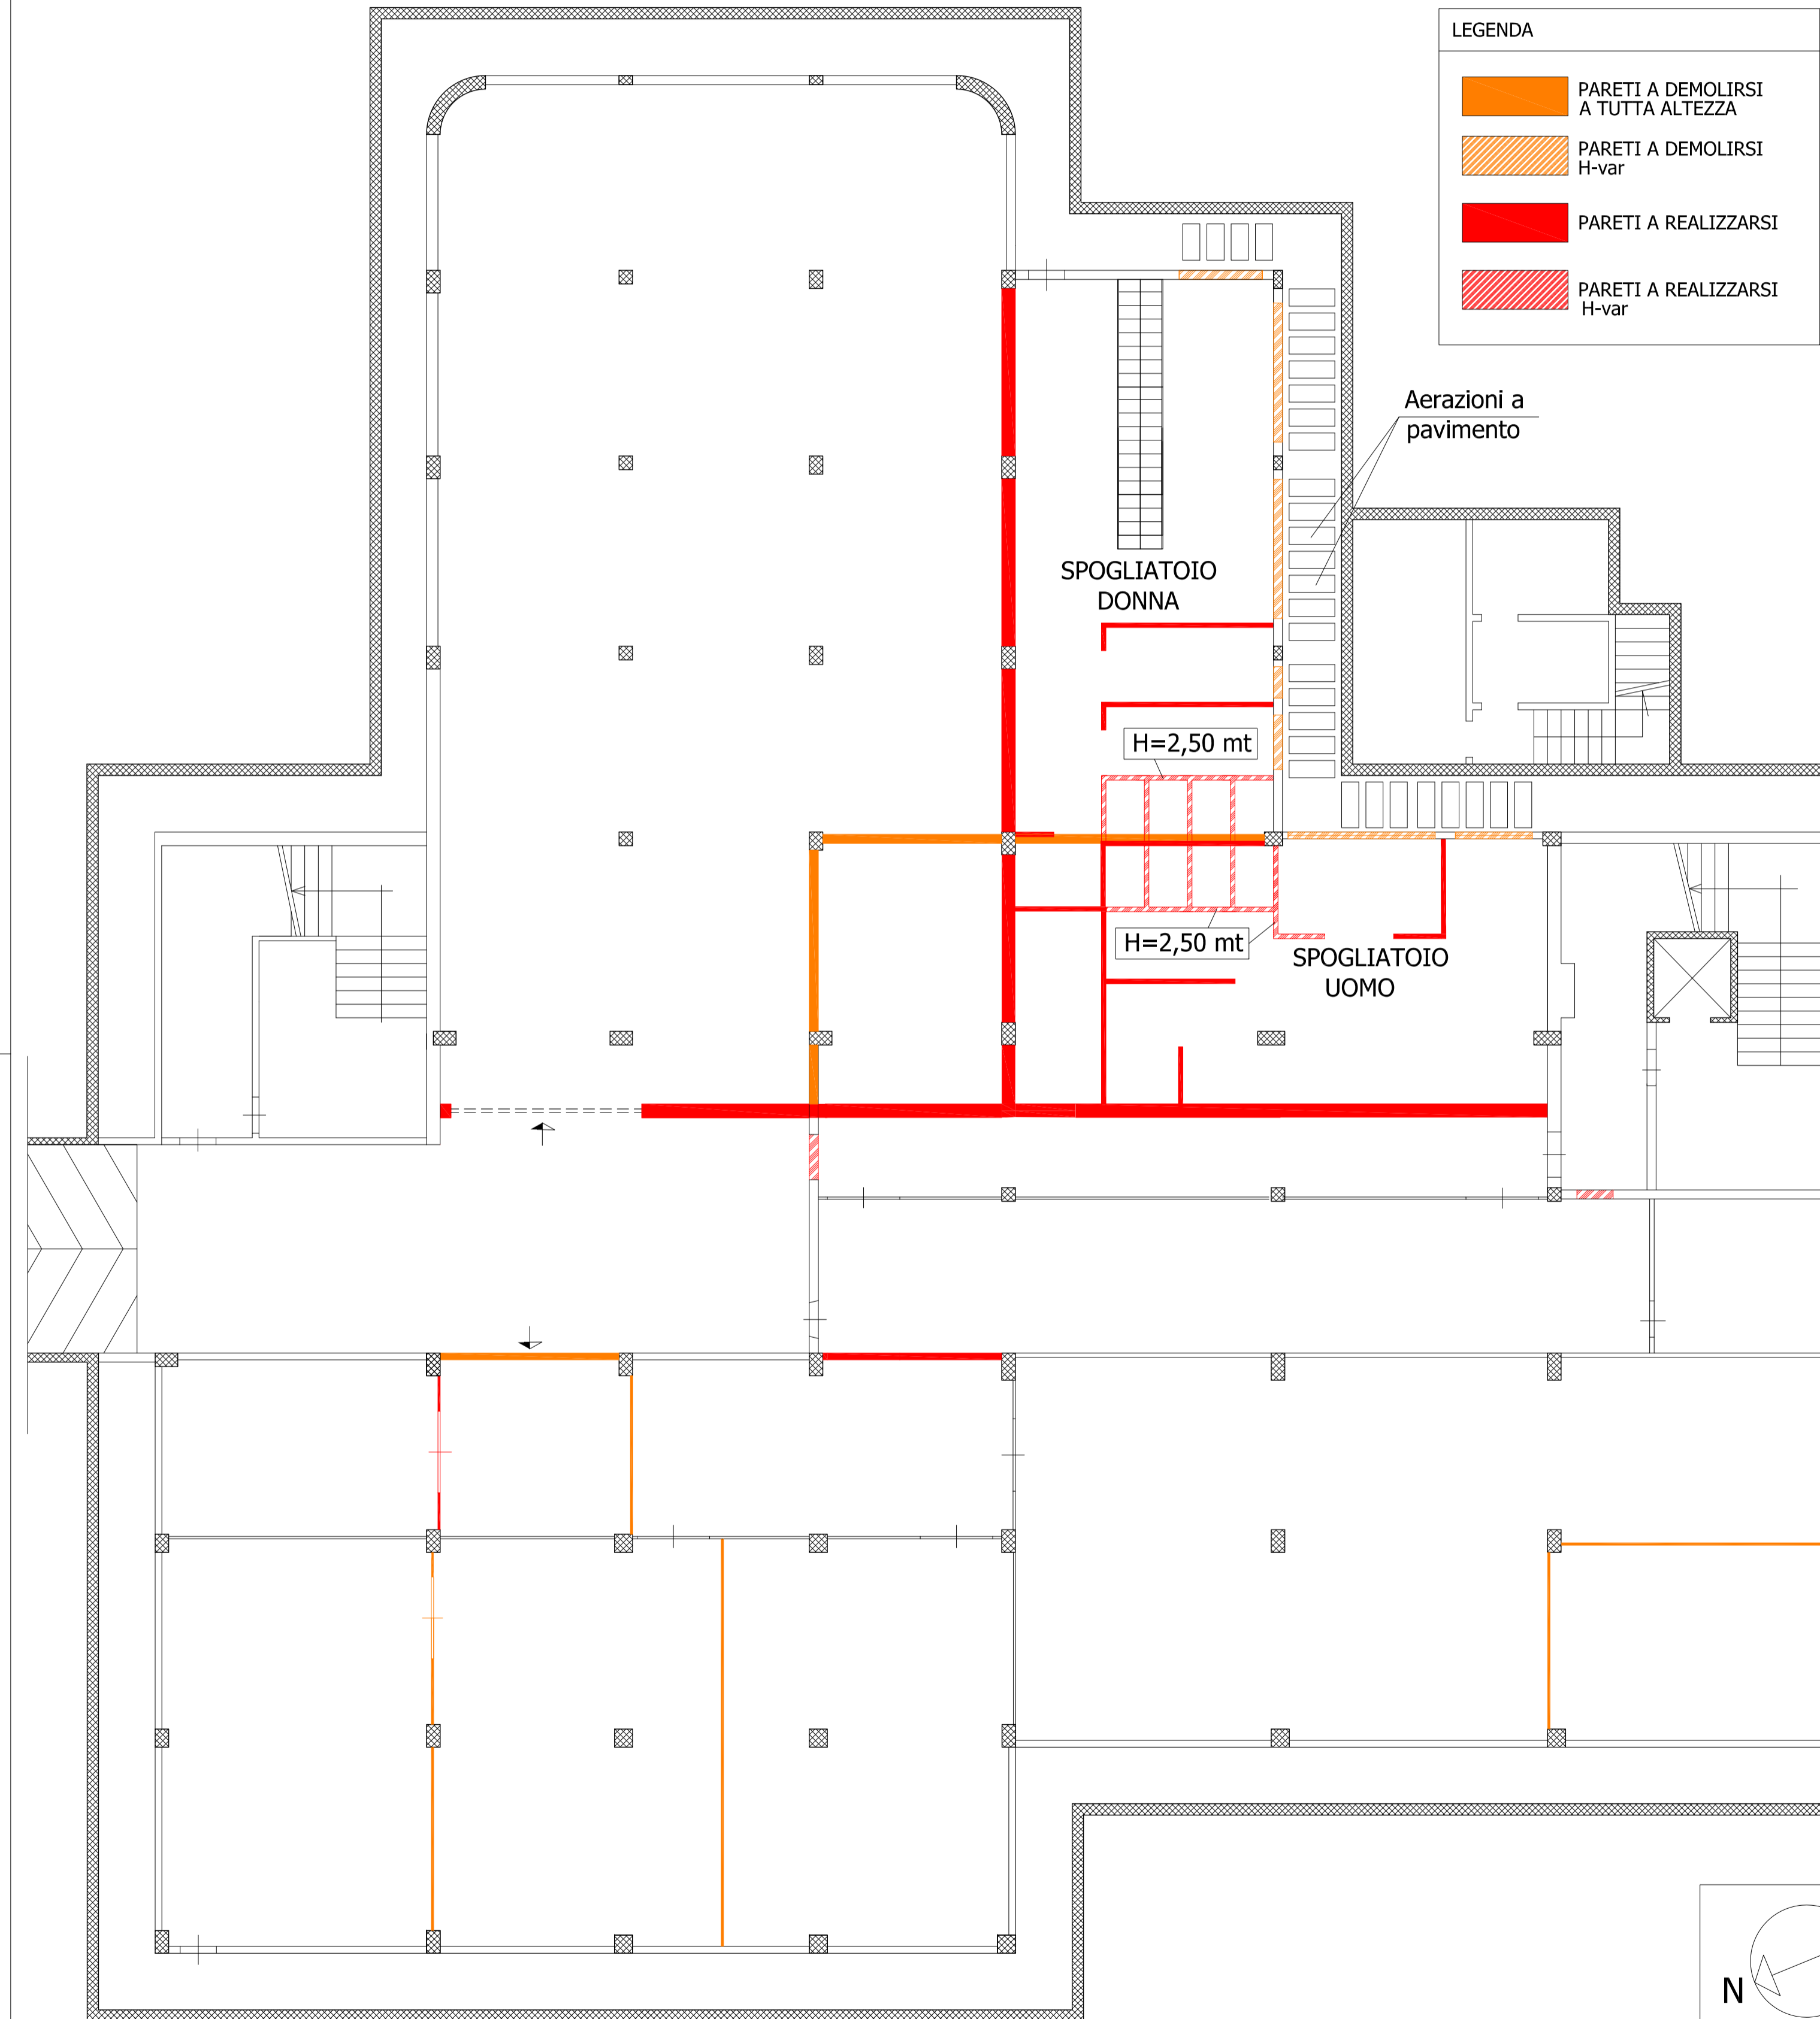 LEGENDA
PARETI A DEMOLIRSI
A TUTTA ALTEZZA
PARETI A DEMOLIRSI
H-var
PARETI A REALIZZARSI
PARETI A REALIZZARSI
H-var
Aerazioni a
pavimento
SPOGLIATOIO
DONNA
H=2,50 mt
H=2,50 mt
SPOGLIATOIO
UOMO
N